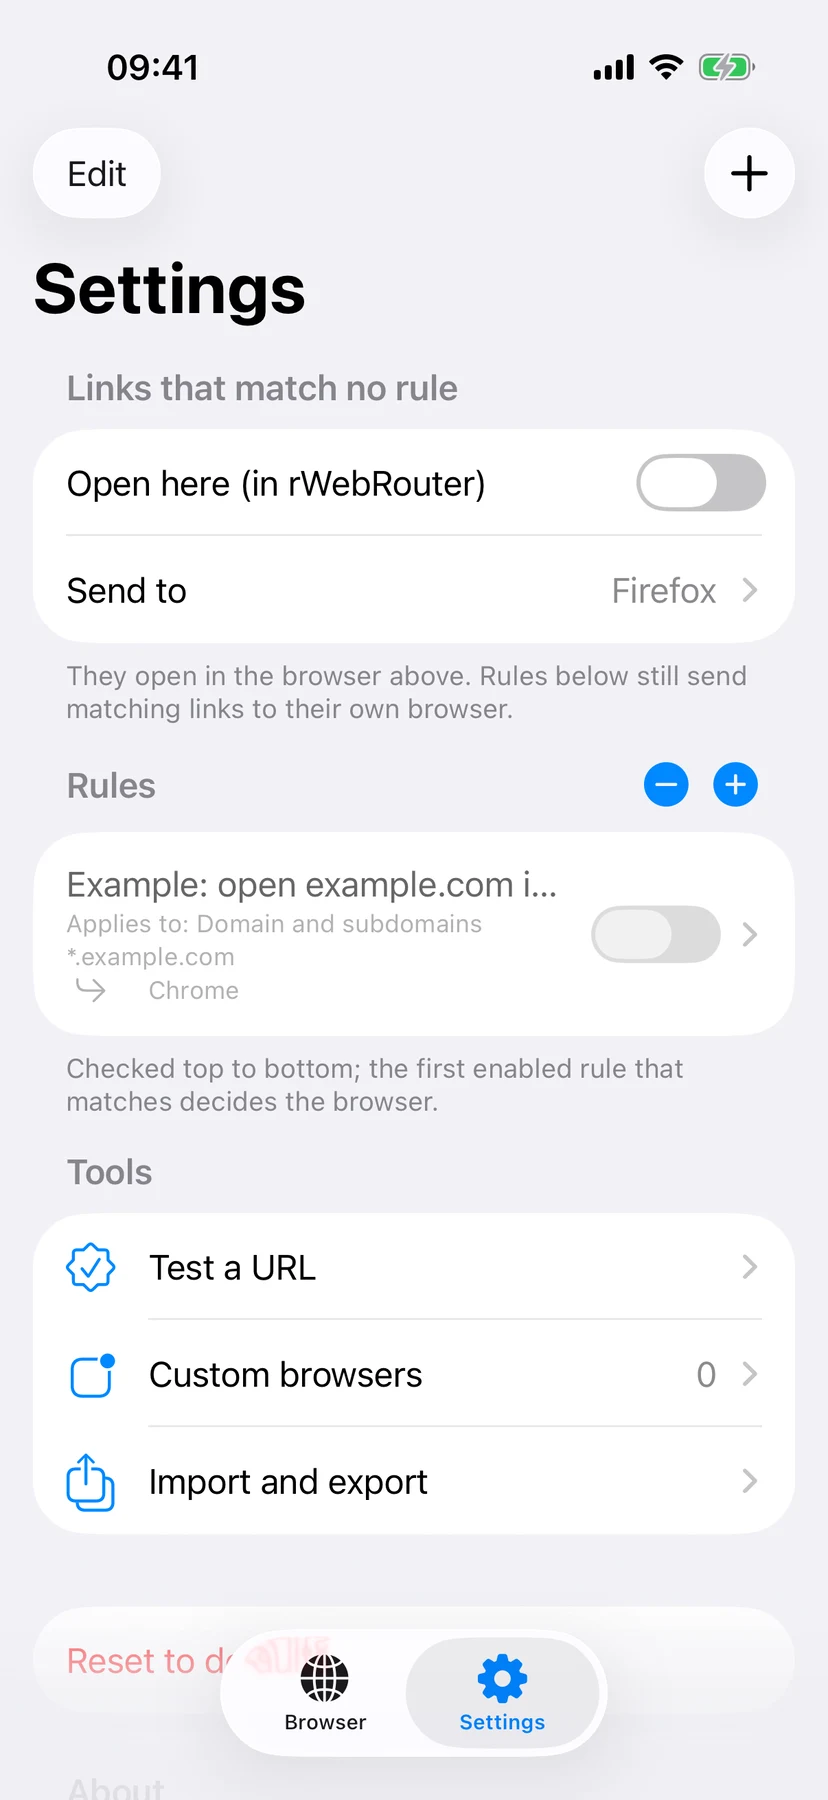 09:41
Edit
Settings
Links that match no rule
Open here (in rWebRouter)
Send to
Firefox
They open in the browser above. Rules below still send
matching links to their own browser.
Rules
Example: open example.com i...
Applies to: Domain and subdomains
*.example.com
Chrome
Checked top to bottom; the first enabled rule that
matches decides the browser.
Tools
Test a URL
Custom browsers
0
Import and export
Reset to
Browser
Settings
About